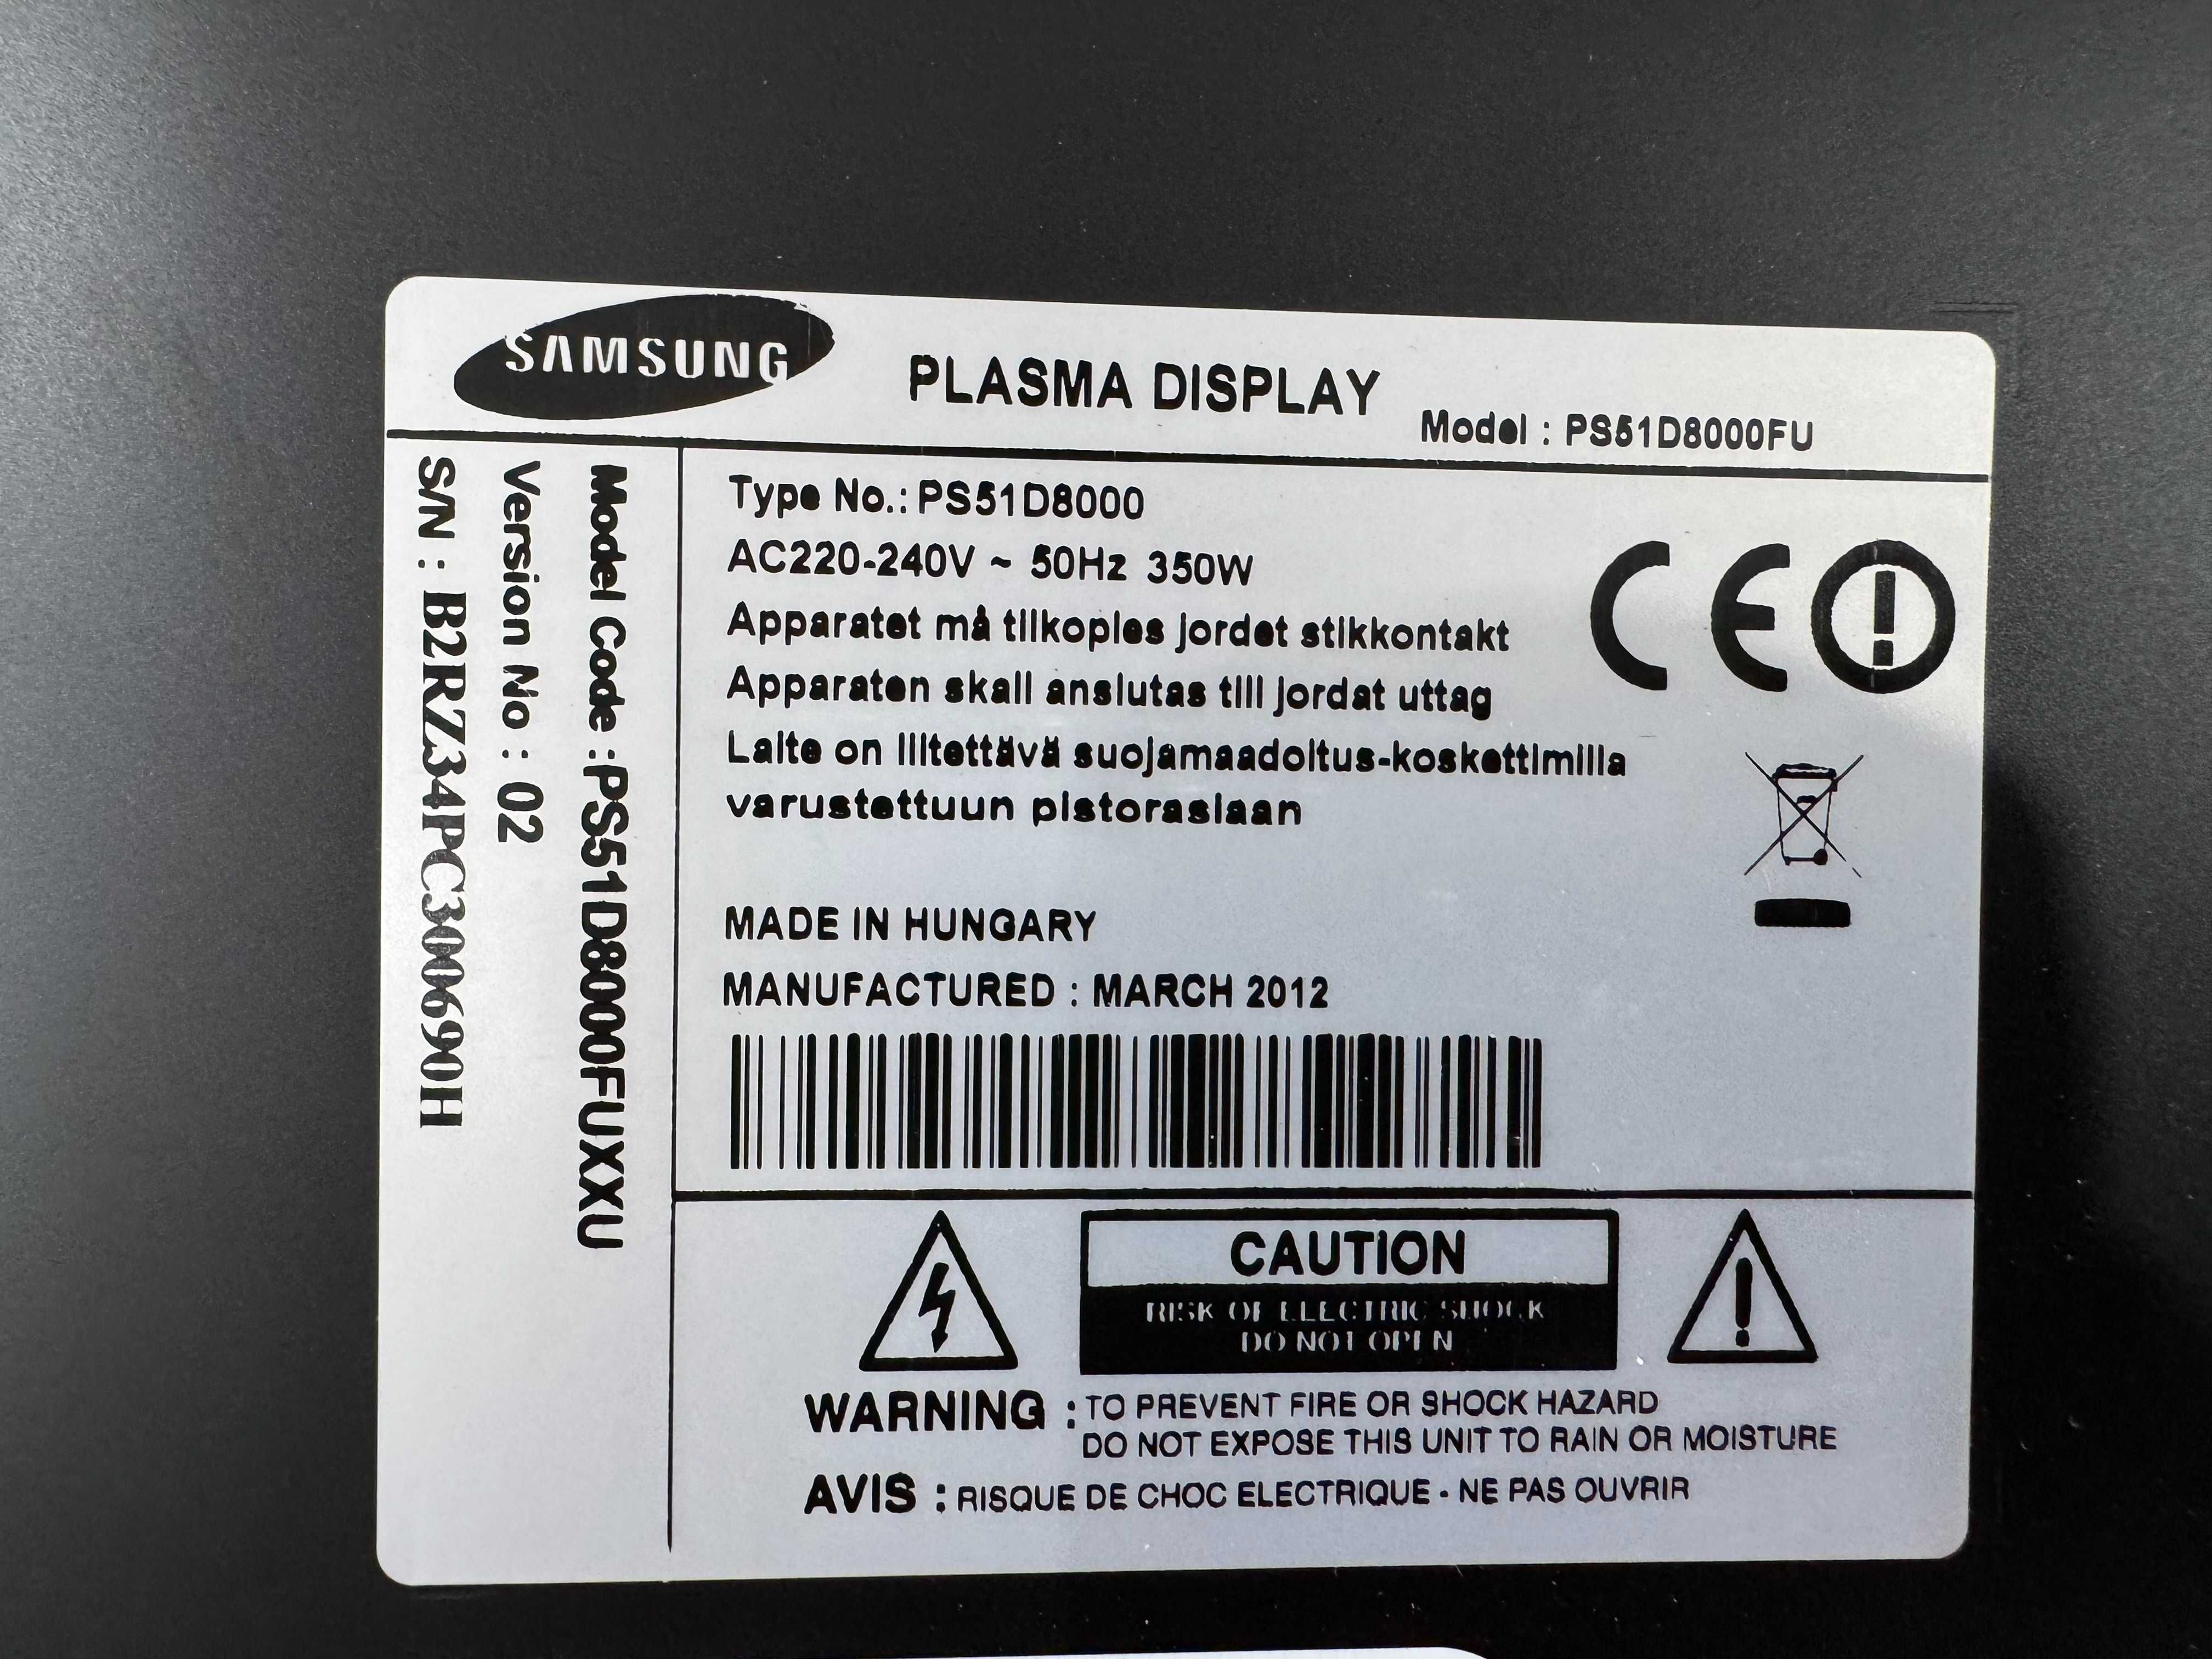 SAMSUNG
PLASMA DISPLAY
Model : PS51D8000FU
Type No.: PS51D8000
AC220-240V ~ 50Hz 350W
Apparatet må tilkoples jordet stikkontakt
Apparaten skall anslutas till jordat uttag
Laite on liitettävä suojamaadoitus-koskettimilla
varustettuun pistorasiaan
MADE IN HUNGARY
MANUFACTURED : MARCH 2012
Model Code :PS51D8000FUXXU
Version No : 02
S/N : B2RZ34PC300690H
CAUTION
RISK OF ELECTRIC SHOCK
DO NOT OPEN
WARNING : TO PREVENT FIRE OR SHOCK HAZARD
DO NOT EXPOSE THIS UNIT TO RAIN OR MOISTURE
AVIS : RISQUE DE CHOC ELECTRIQUE - NE PAS OUVRIR